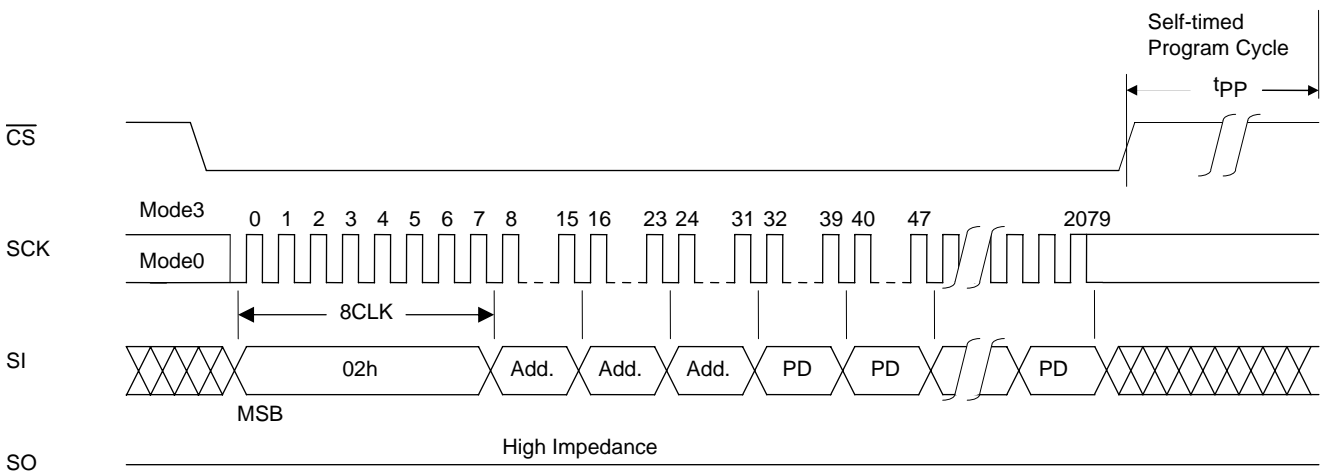 Self-timed
Program Cycle
tPP
CS
Mode3
0 1 2 3 4 5 6 7 8 15 16 23 24 31 32 39 40 47 2079
SCK
Mode0
8CLK
SI
02h Add. Add. Add. PD PD PD
MSB
High Impedance
SO